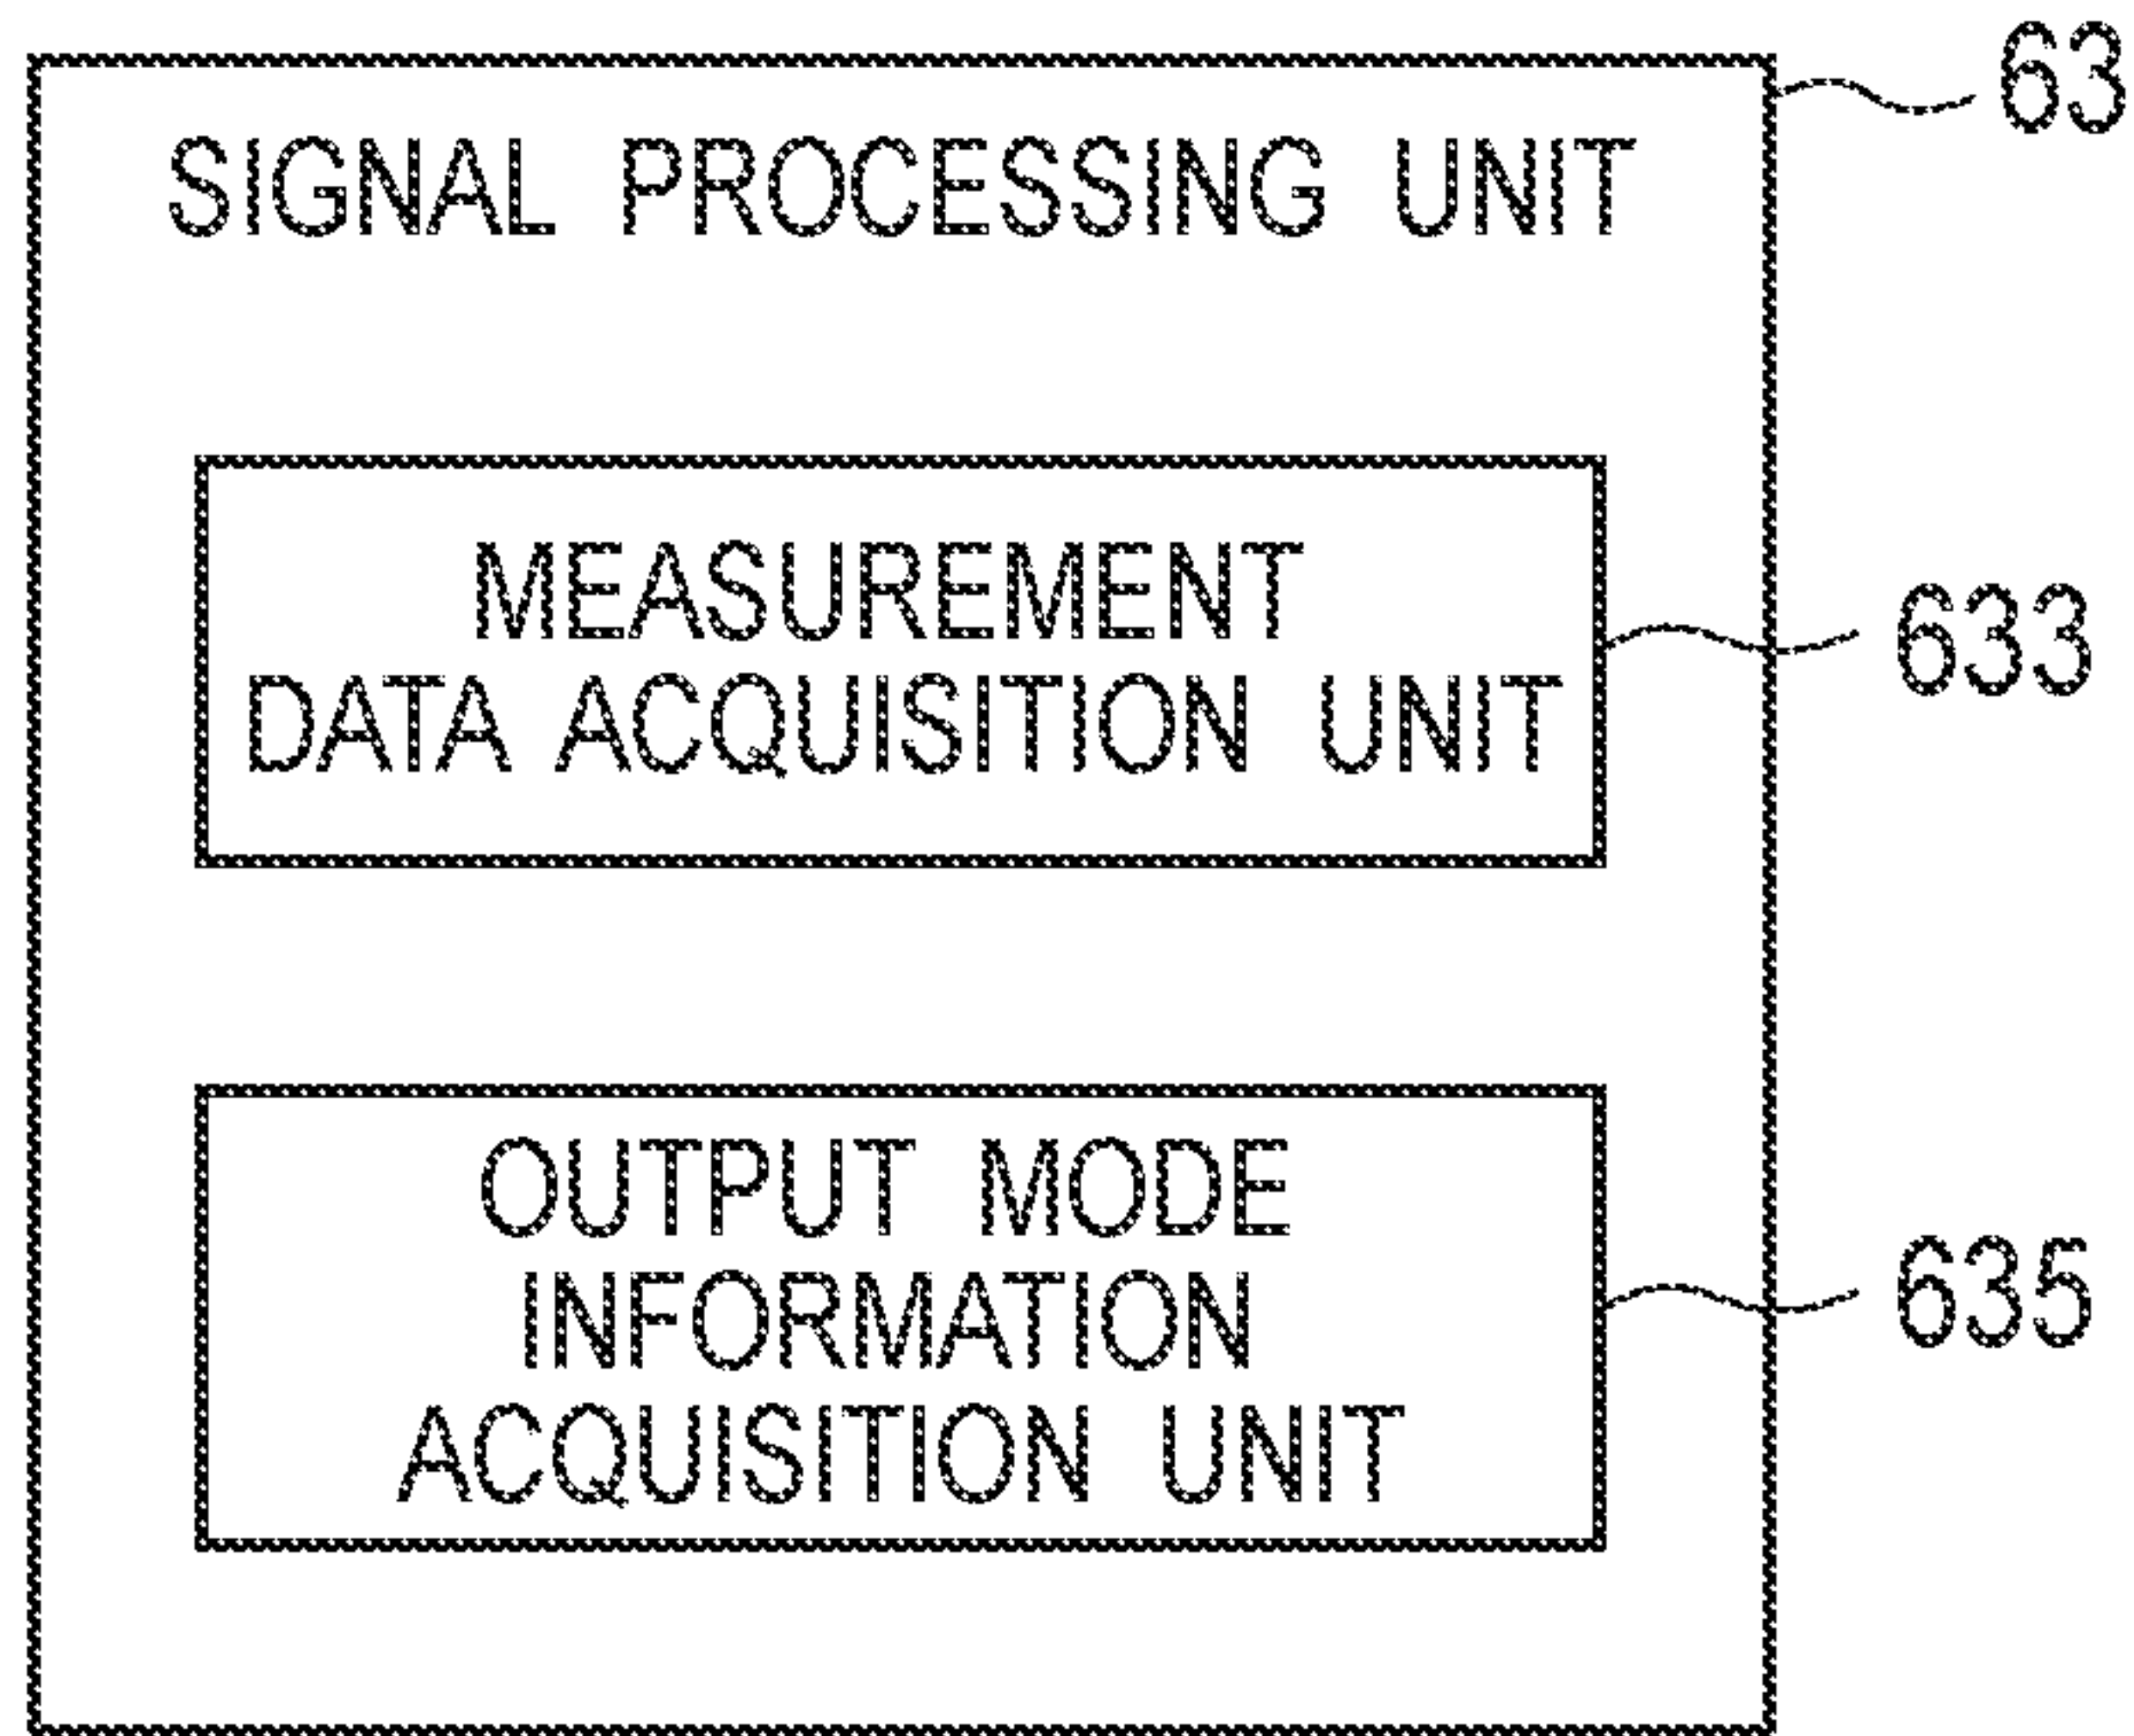 63
SIGNAL PROCESSING UNIT
MEASUREMENT
DATA ACQUISITION UNIT
633
OUTPUT MODE
INFORMATION
ACQUISITION UNIT
635